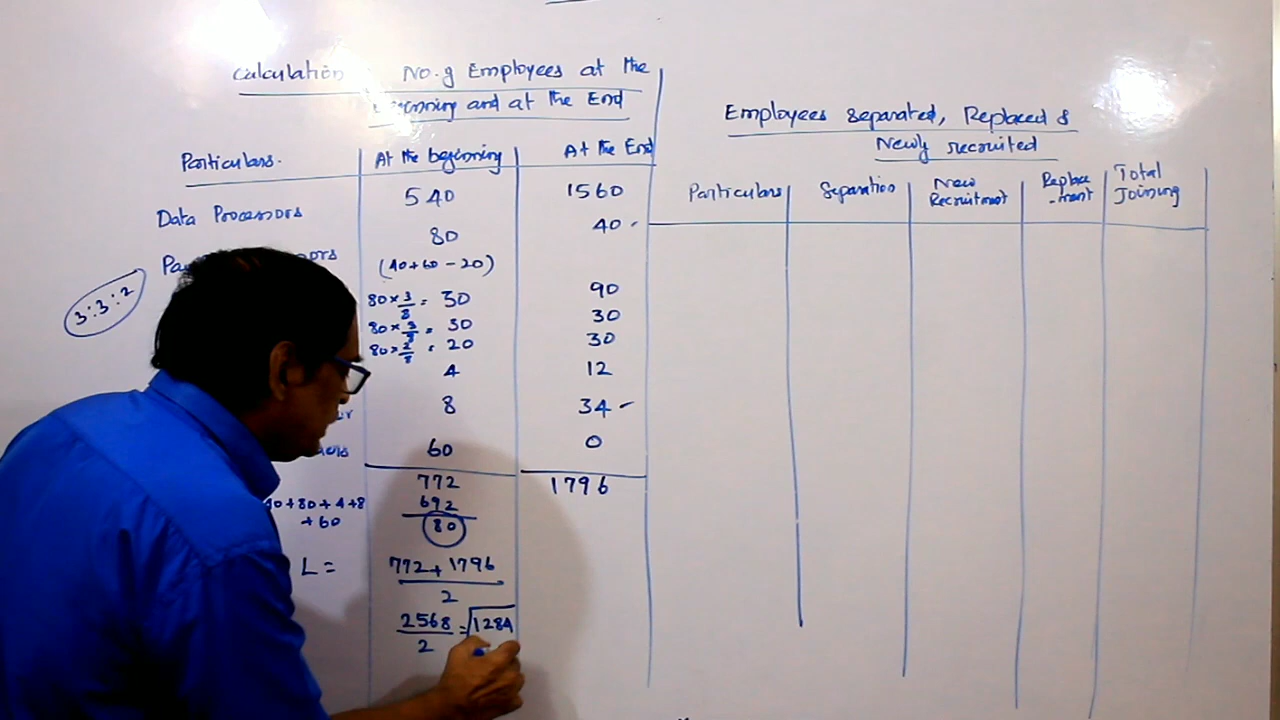 Calculation No. of Employees at the
and at the End
Particulars. At the beginning At the End
Data Processors 540 1560
80 40
(40+60-20)
80×3/8 = 30 90
80×3/8 = 30 30
80×2/8 = 20 30
4 12
8 34
60 0
772 1796
692
80
+80+4+8
+60
L = 772+1796
2
2568/2 = 1284
3:3:2
Employees separated, Replaced &
Newly recruited
Particulars Separation New Recruitment Replace-ment Total Joining